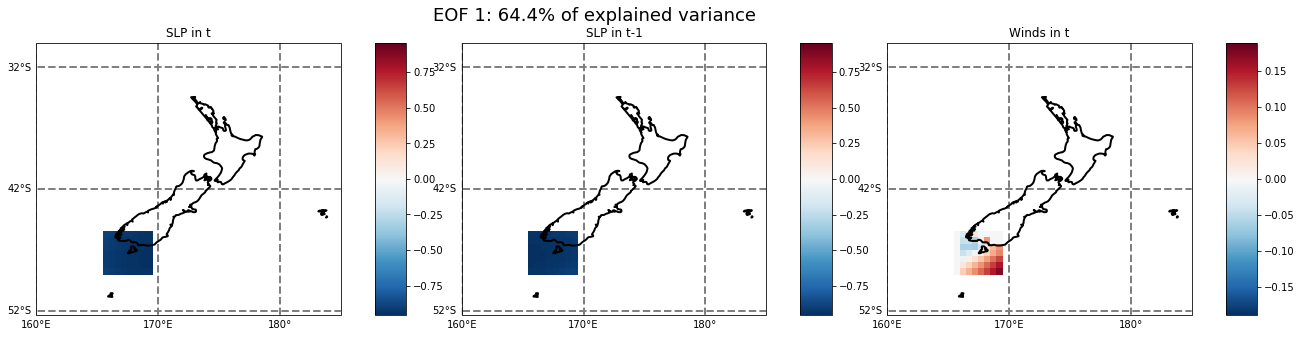 EOF 1: 64.4% of explained variance
SLP in t
32°S
42°S
52°S
160°E
170°E
180°
0.75
0.50
0.25
0.00
−0.25
−0.50
−0.75
SLP in t-1
32°S
42°S
52°S
160°E
170°E
180°
0.75
0.50
0.25
0.00
−0.25
−0.50
−0.75
Winds in t
32°S
42°S
52°S
160°E
170°E
180°
0.15
0.10
0.05
0.00
−0.05
−0.10
−0.15